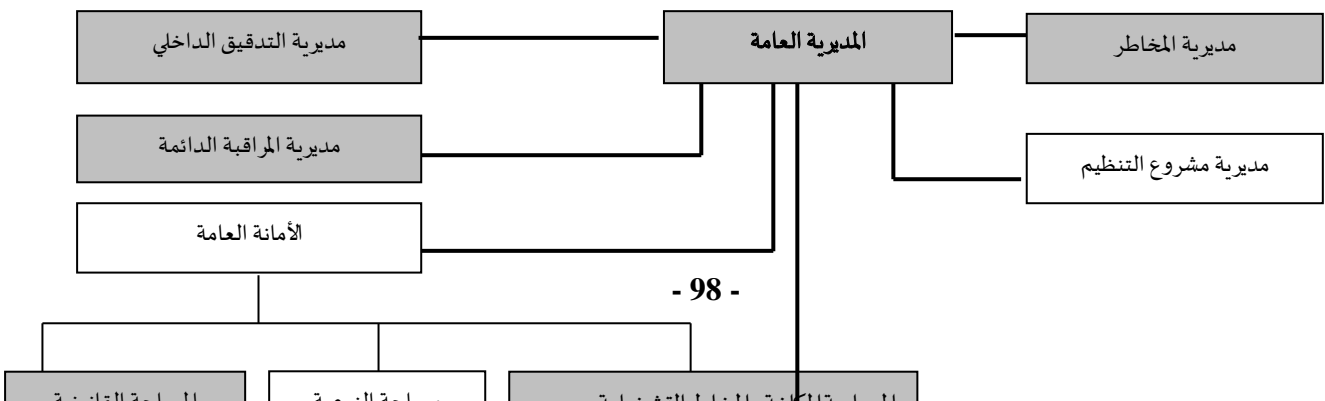 مديرية المخاطر
المديرية العامة
مديرية التدقيق الداخلي
مديرية مشروع التنظيم
مديرية المراقبة الدائمة
الأمانة العامة
- 98 -